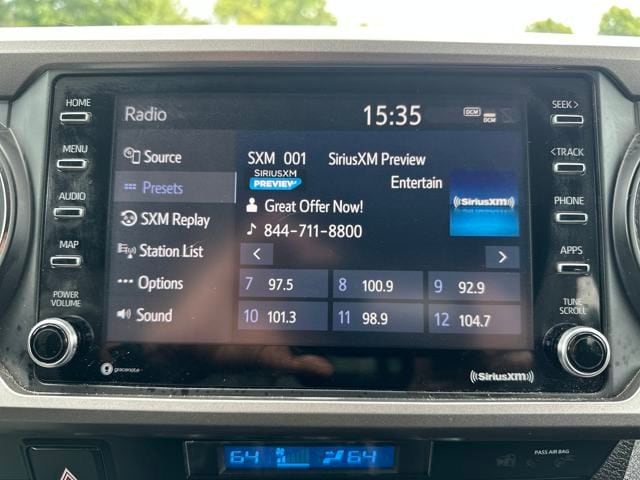 HOME
MENU
AUDIO
MAP
POWER
VOLUME
Radio
15:35
DCM
DCM
Source
Presets
SXM Replay
Station List
Options
Sound
SXM 001 SiriusXM Preview
SIRIUSXM
PREVIEW
Entertain
Great Offer Now!
844-711-8800
((SiriusXM))
< >
7 97.5 8 100.9 9 92.9
10 101.3 11 98.9 12 104.7
SEEK >
< TRACK
PHONE
APPS
TUNE
SCROLL
gracenote
((SiriusXM))
64 64
PASS AIR BAG